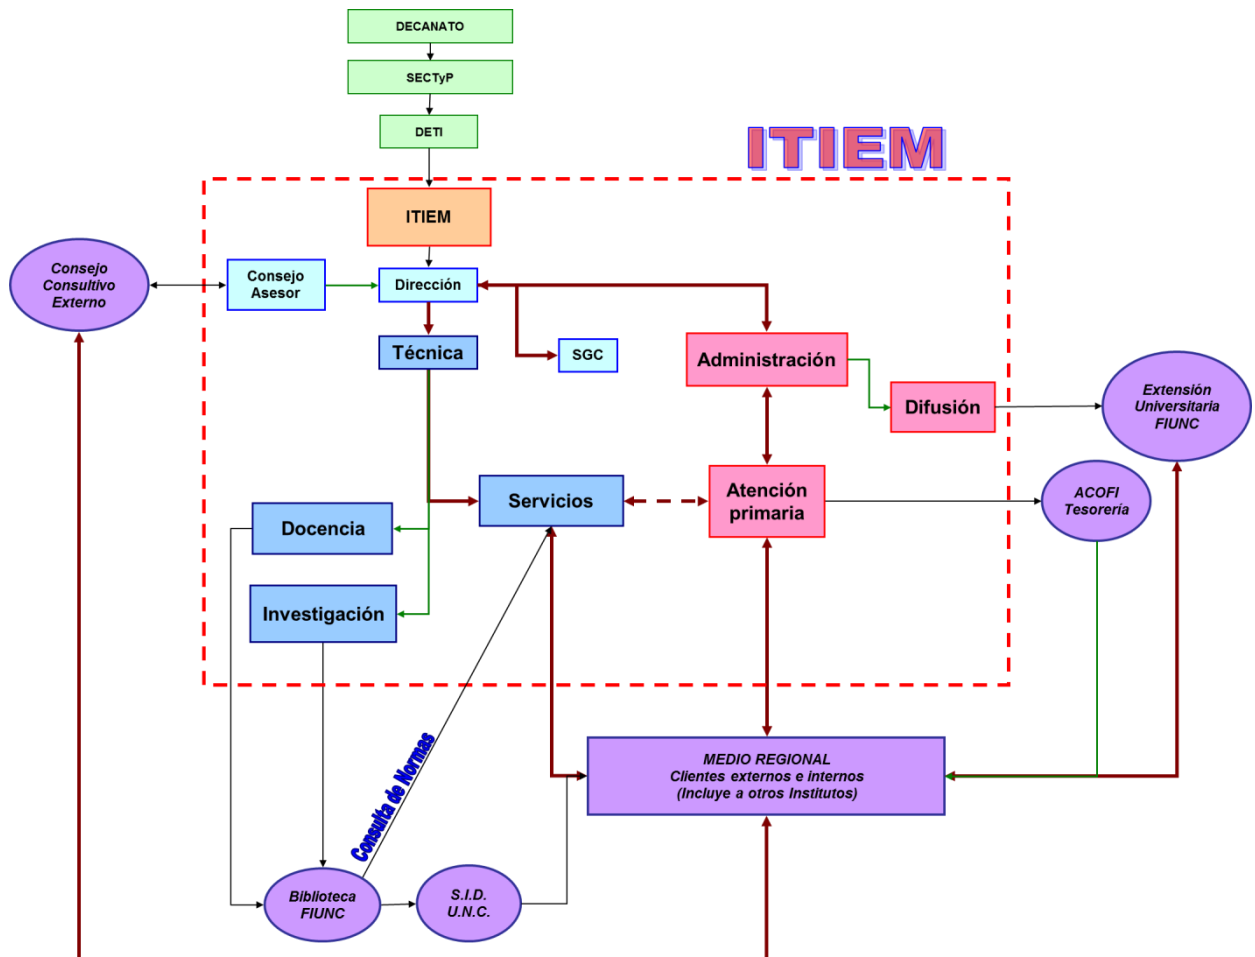 DECANATO
SECTyP
DETI
ITIEM
ITIEM
Consejo
Consultivo
Externo
Consejo
Asesor
Dirección
Técnica
SGC
Administración
Difusión
Extensión
Universitaria
FIUNC
Servicios
Atención
primaria
ACOFI
Tesorería
Docencia
Investigación
MEDIO REGIONAL
Clientes externos e internos
(Incluye a otros Institutos)
Consulta de Normas
Biblioteca
FIUNC
S.I.D.
U.N.C.